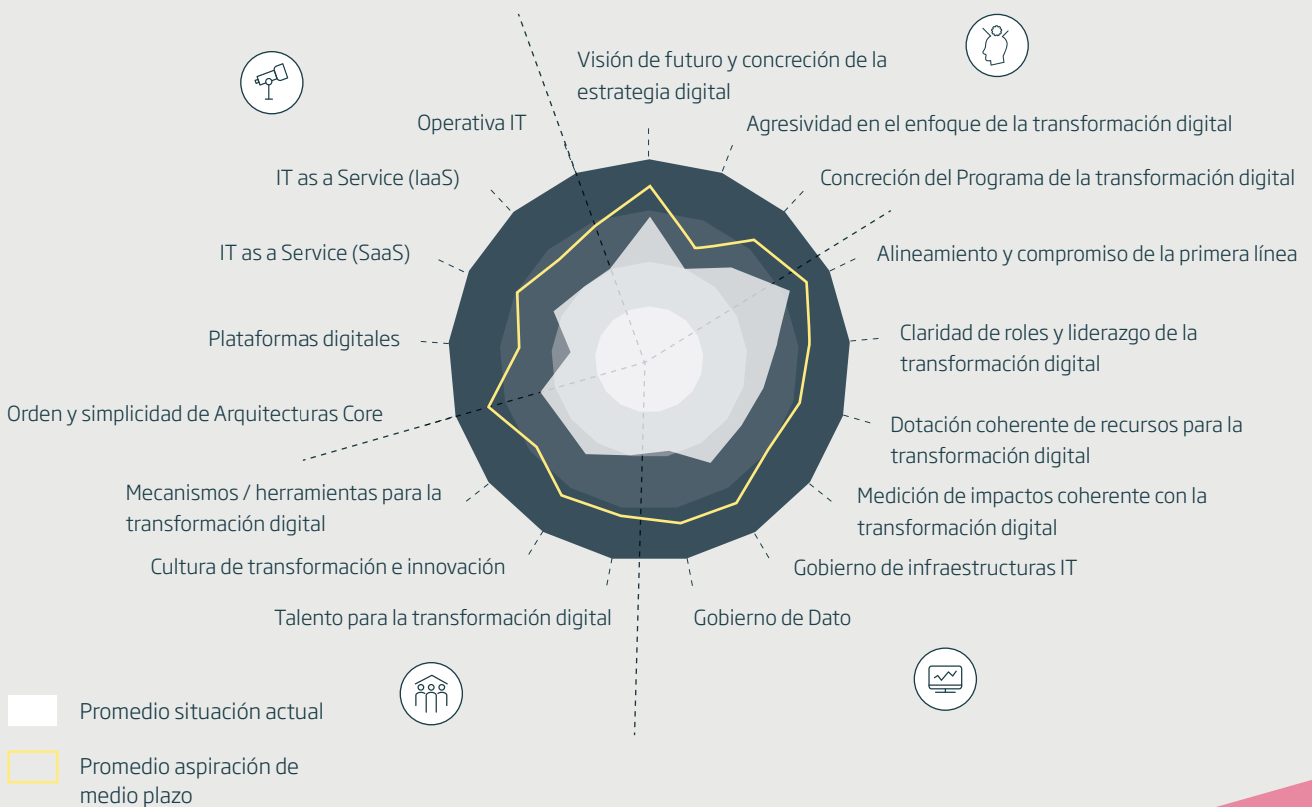 Visión de futuro y concreción de la
estrategia digital
Agresividad en el enfoque de la transformación digital
Concreción del Programa de la transformación digital
Alineamiento y compromiso de la primera línea
Claridad de roles y liderazgo de la
transformación digital
Dotación coherente de recursos para la
transformación digital
Medición de impactos coherente con la
transformación digital
Gobierno de infraestructuras IT
Gobierno de Dato
Talento para la transformación digital
Cultura de transformación e innovación
Mecanismos / herramientas para la
transformación digital
Orden y simplicidad de Arquitecturas Core
Plataformas digitales
IT as a Service (SaaS)
IT as a Service (IaaS)
Operativa IT
Promedio situación actual
Promedio aspiración de
medio plazo